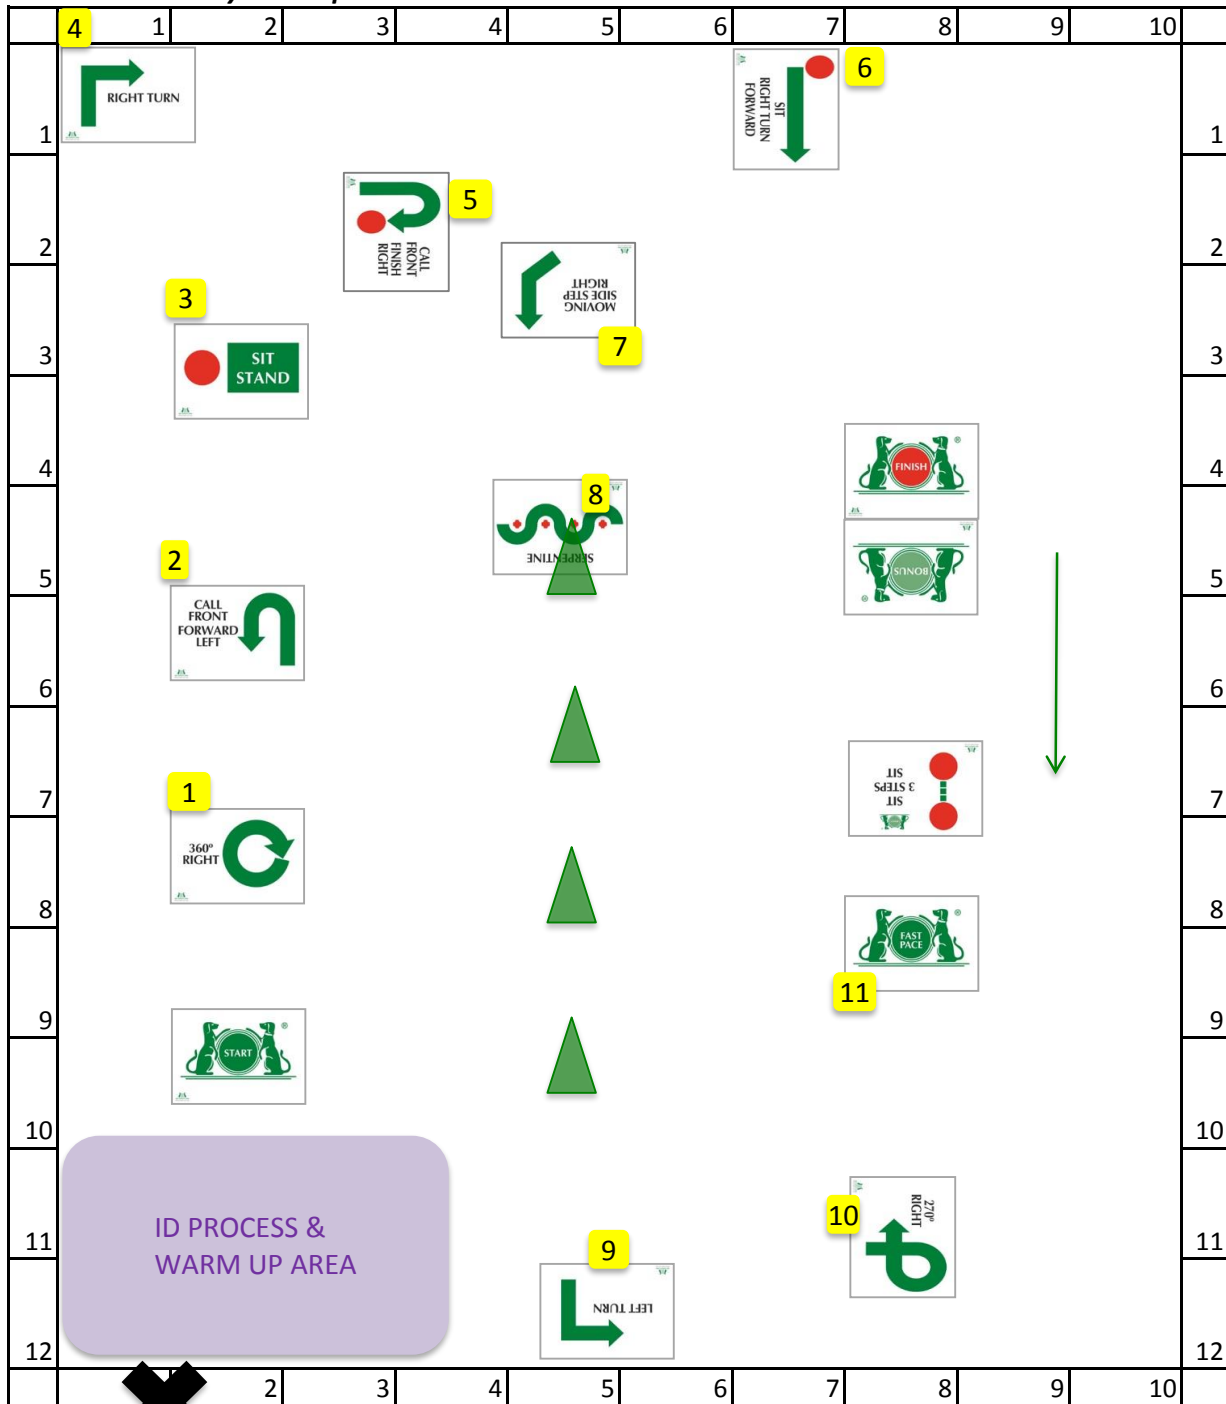 4 1 2 3 4 5 6 7 8 9 10
RIGHT TURN
6
SIT
RIGHT TURN
FORWARD
1 1
5
CALL
FRONT
FINISH
RIGHT
2 2
MOVING
SIDE STEP
RIGHT
7
3
SIT
STAND
3 3
FINISH
®
4 4
8
SERPENTINE
BONUS
®
2
CALL
FRONT
FORWARD
LEFT
5 5
6 6
SIT
3 STEPS
SIT
1
360º
RIGHT
7 7
8 8
FAST
PACE
®
11
START
®
9 9
10 10
270º
RIGHT
10
ID PROCESS &
WARM UP AREA
11 11
9
LEFT TURN
12 12
2 3 4 5 6 7 8 9 10